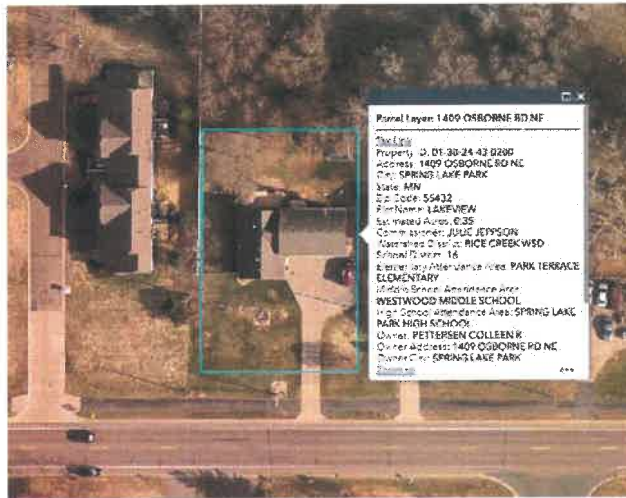 Parcel Layer: 1409 OSBORNE RD NE
Tax Link
Property ID: 01-30-24-43-0200
Address: 1409 OSBORNE RD NE
City: SPRING LAKE PARK
State: MN
Zip Code: 55432
Plat Name: LAKEVIEW
Estimated Acres: 0.35
Commissioner: JULIE JEPPSON
Watershed District: RICE CREEK WSD
School District: 16
Elementary Attendance Area: PARK TERRACE
ELEMENTARY
Middle School Attendance Area:
WESTWOOD MIDDLE SCHOOL
High School Attendance Area: SPRING LAKE
PARK HIGH SCHOOL
Owner: PETTERSEN COLLEEN R
Owner Address: 1409 OSBORNE RD NE
Owner City: SPRING LAKE PARK